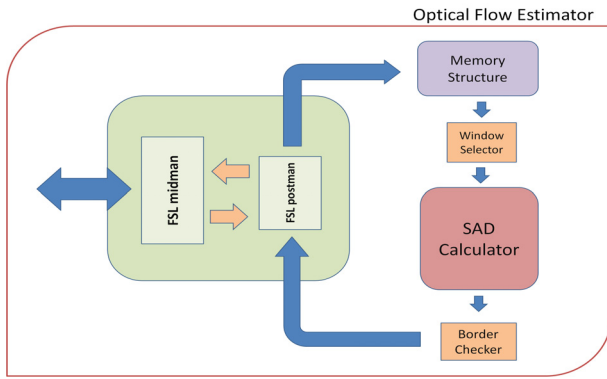 Optical Flow Estimator
Memory
Structure
Window
Selector
FSL midman
FSL postman
SAD
Calculator
Border
Checker